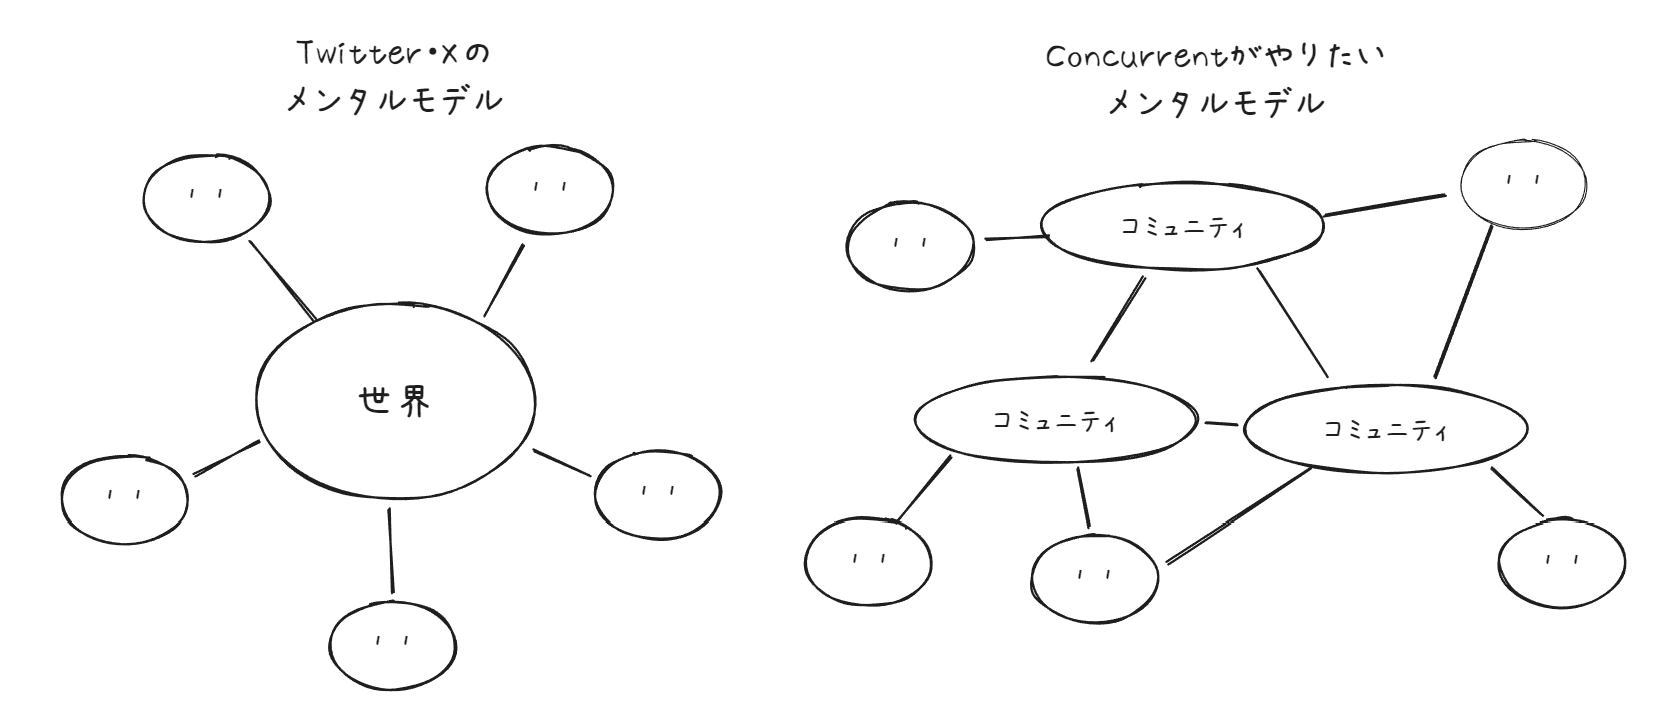 Twitter・Xの
メンタルモデル
世界
Concurrentがやりたい
メンタルモデル
コミュニティ
コミュニティ
コミュニティ